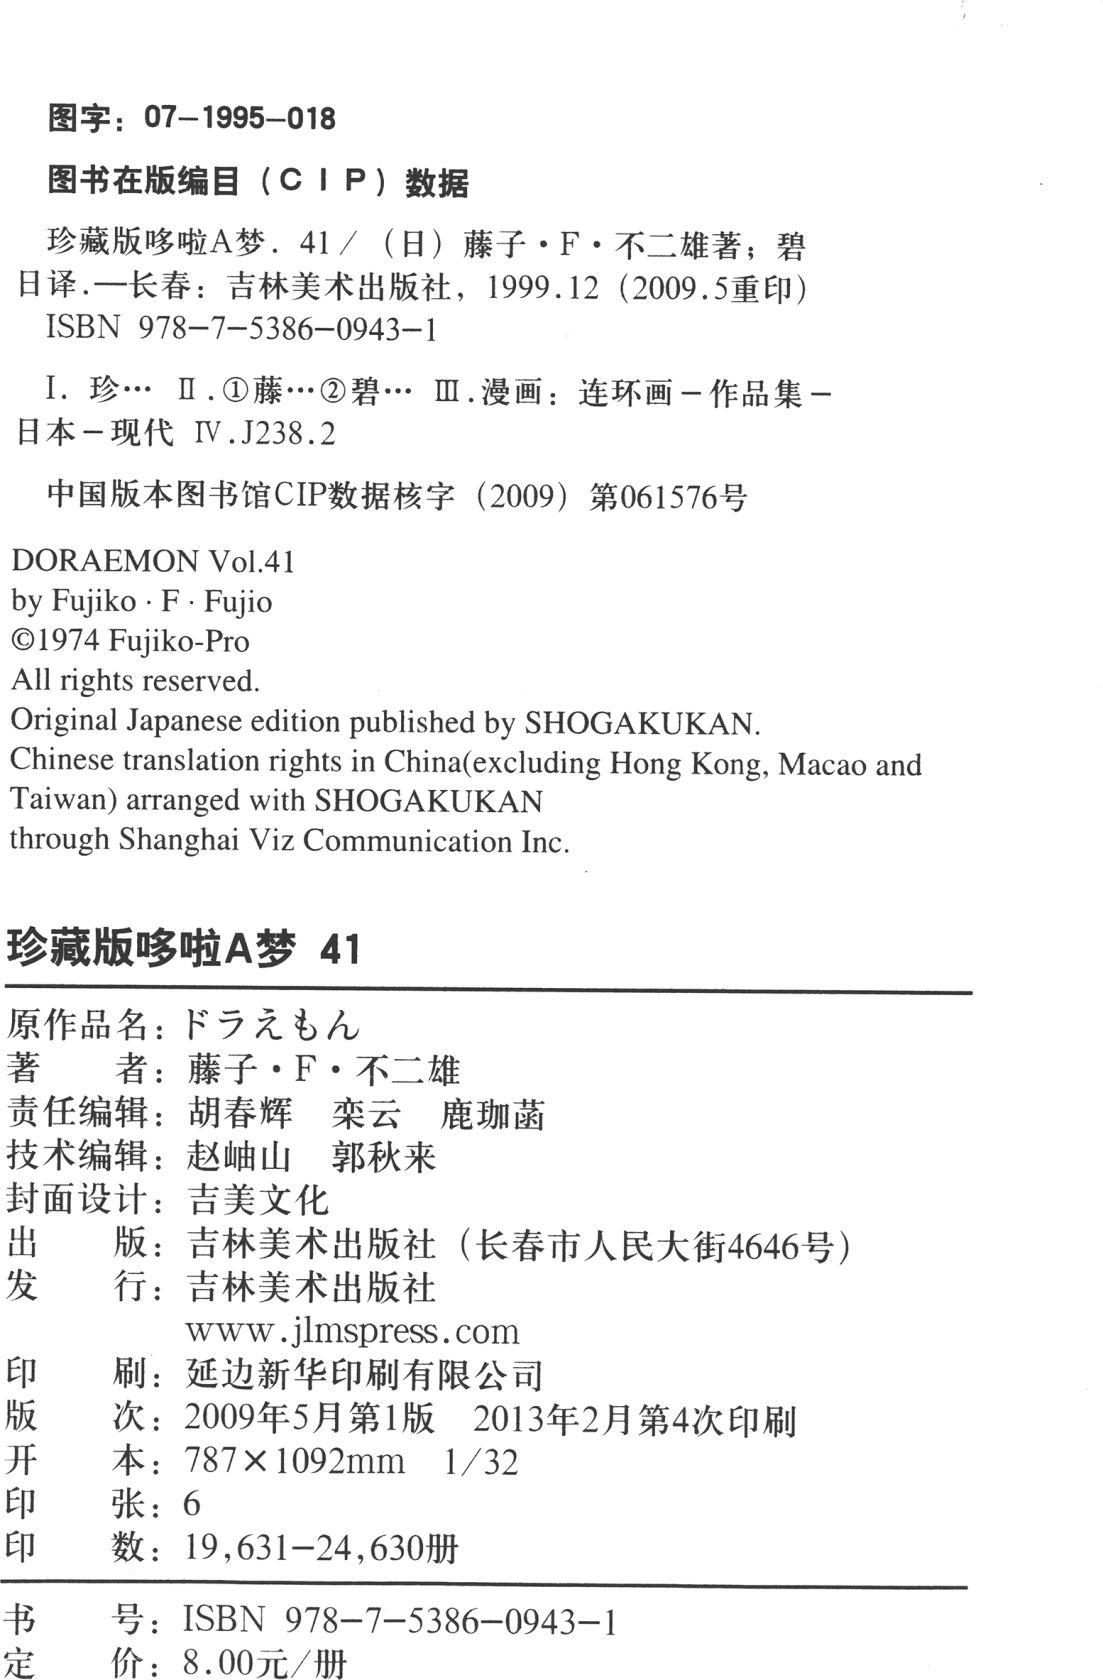 图字：07-1995-018
图书在版编目（CIP）数据
珍藏版哆啦A梦．41／（日）藤子·F·不二雄著；碧
日译．—长春：吉林美术出版社，1999.12（2009.5重印）
ISBN 978-7-5386-0943-1
Ⅰ．珍… Ⅱ．①藤…②碧… Ⅲ．漫画：连环画－作品集－
日本－现代 Ⅳ．J238.2
中国版本图书馆CIP数据核字（2009）第061576号
DORAEMON Vol.41
by Fujiko · F · Fujio
©1974 Fujiko-Pro
All rights reserved.
Original Japanese edition published by SHOGAKUKAN.
Chinese translation rights in China(excluding Hong Kong, Macao and
Taiwan) arranged with SHOGAKUKAN
through Shanghai Viz Communication Inc.
珍藏版哆啦A梦 41
原作品名：ドラえもん
著　　者：藤子·F·不二雄
责任编辑：胡春辉　栾云　鹿珈菡
技术编辑：赵岫山　郭秋来
封面设计：吉美文化
出　　版：吉林美术出版社（长春市人民大街4646号）
发　　行：吉林美术出版社
www.jlmspress.com
印　　刷：延边新华印刷有限公司
版　　次：2009年5月第1版　2013年2月第4次印刷
开　　本：787×1092mm　1/32
印　　张：6
印　　数：19,631-24,630册
书　　号：ISBN 978-7-5386-0943-1
定　　价：8.00元/册